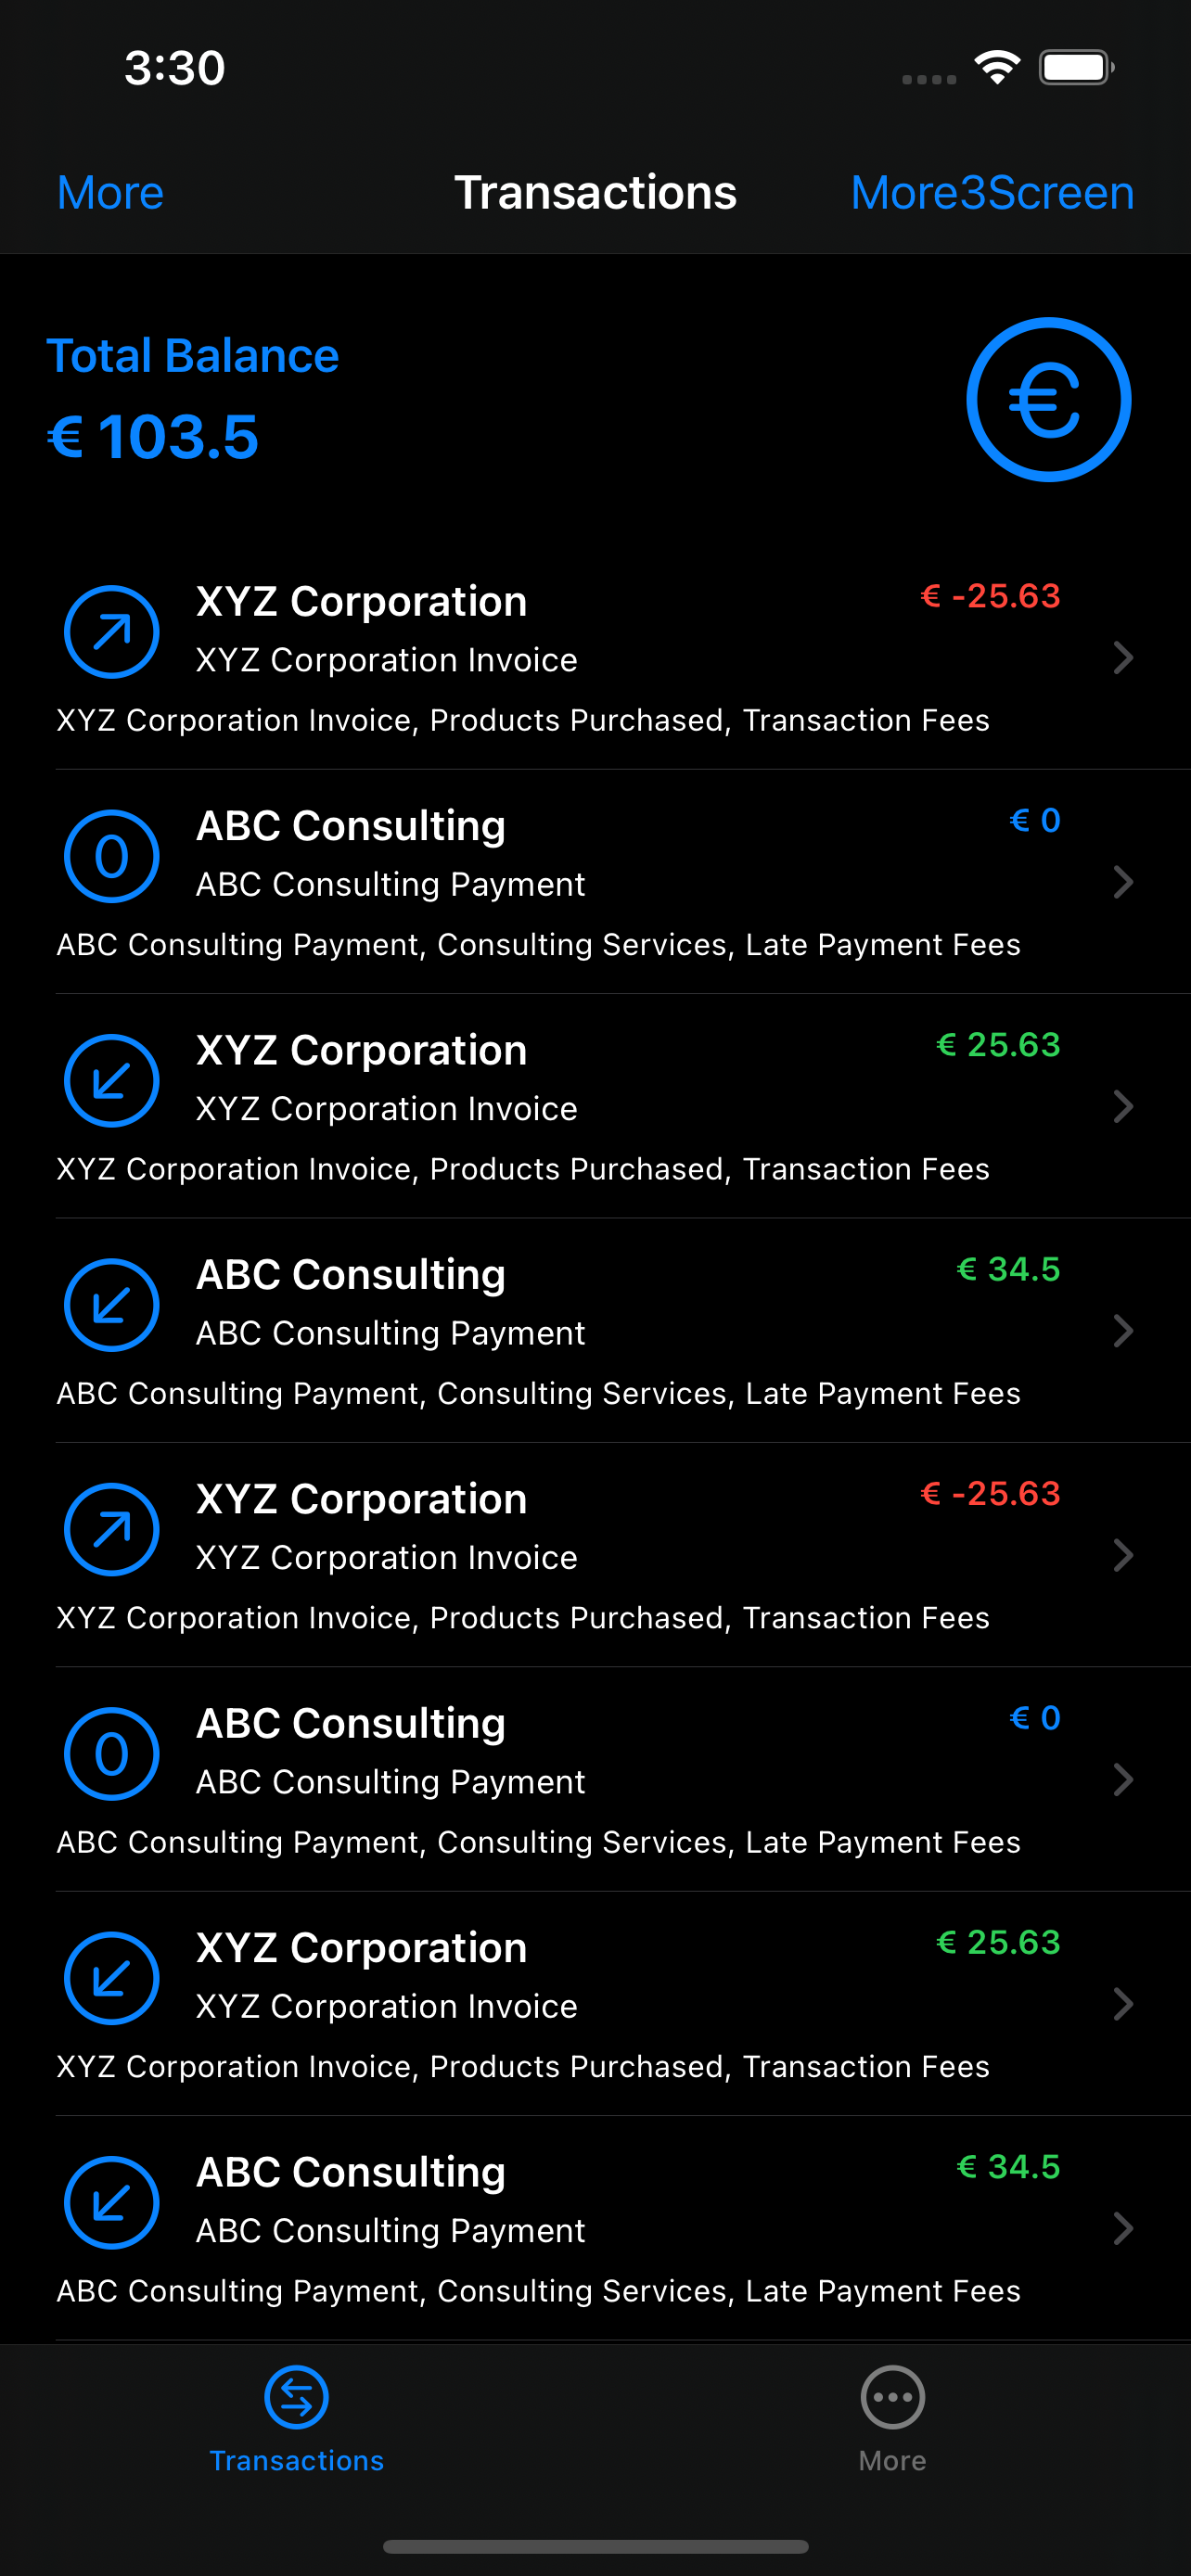 3:30
More Transactions More3Screen
Total Balance
€ 103.5
€
XYZ Corporation € -25.63
XYZ Corporation Invoice
XYZ Corporation Invoice, Products Purchased, Transaction Fees
0 ABC Consulting € 0
ABC Consulting Payment
ABC Consulting Payment, Consulting Services, Late Payment Fees
XYZ Corporation € 25.63
XYZ Corporation Invoice
XYZ Corporation Invoice, Products Purchased, Transaction Fees
ABC Consulting € 34.5
ABC Consulting Payment
ABC Consulting Payment, Consulting Services, Late Payment Fees
XYZ Corporation € -25.63
XYZ Corporation Invoice
XYZ Corporation Invoice, Products Purchased, Transaction Fees
0 ABC Consulting € 0
ABC Consulting Payment
ABC Consulting Payment, Consulting Services, Late Payment Fees
XYZ Corporation € 25.63
XYZ Corporation Invoice
XYZ Corporation Invoice, Products Purchased, Transaction Fees
ABC Consulting € 34.5
ABC Consulting Payment
ABC Consulting Payment, Consulting Services, Late Payment Fees
Transactions More